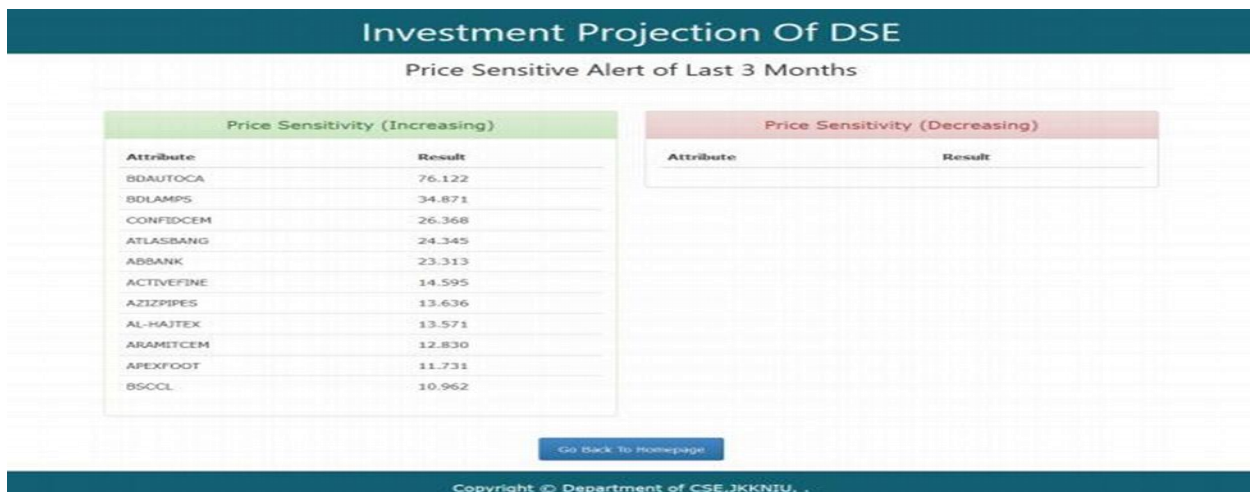 Investment Projection Of DSE
Price Sensitive Alert of Last 3 Months
Price Sensitivity (Increasing)
Attribute Result
BDAUTOCA 76.122
BDLAMPS 34.871
CONFIDCEM 26.368
ATLASBANG 24.345
ABBANK 23.313
ACTIVEFINE 14.595
AZIZPIPES 13.636
AL-HAJTEX 13.571
ARAMITCEM 12.830
APEXFOOT 11.731
BSCCL 10.962
Price Sensitivity (Decreasing)
Attribute Result
Go Back To Homepage
Copyright © Department of CSE,JKKNIU. .